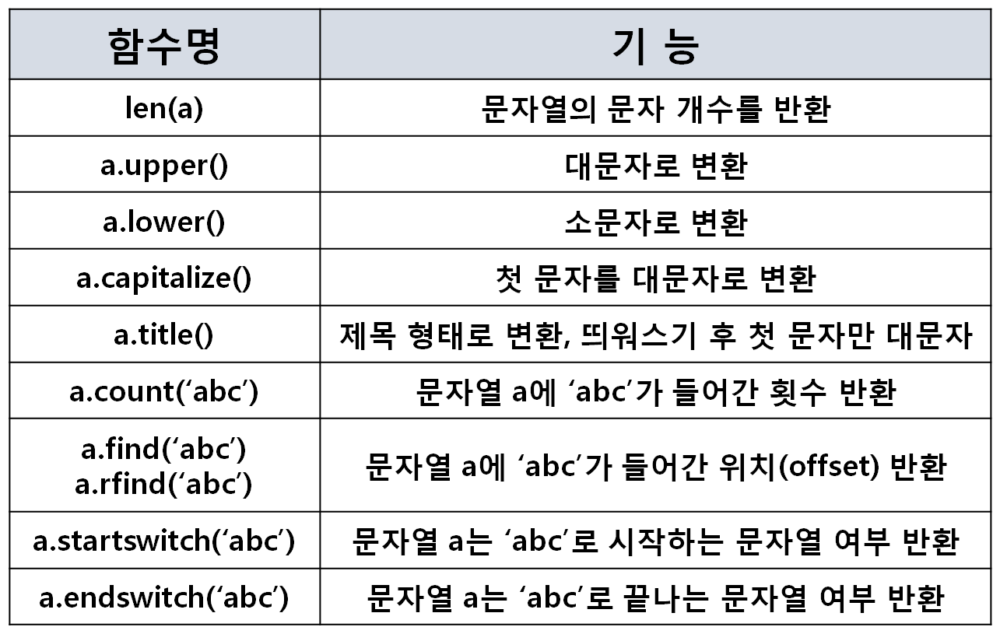 함수명 기 능
len(a) 문자열의 문자 개수를 반환
a.upper() 대문자로 변환
a.lower() 소문자로 변환
a.capitalize() 첫 문자를 대문자로 변환
a.title() 제목 형태로 변환, 띄워스기 후 첫 문자만 대문자
a.count(‘abc’) 문자열 a에 ‘abc’가 들어간 횟수 반환
a.find(‘abc’)
a.rfind(‘abc’)
문자열 a에 ‘abc’가 들어간 위치(offset) 반환
a.startswitch(‘abc’) 문자열 a는 ‘abc’로 시작하는 문자열 여부 반환
a.endswitch(‘abc’) 문자열 a는 ‘abc’로 끝나는 문자열 여부 반환